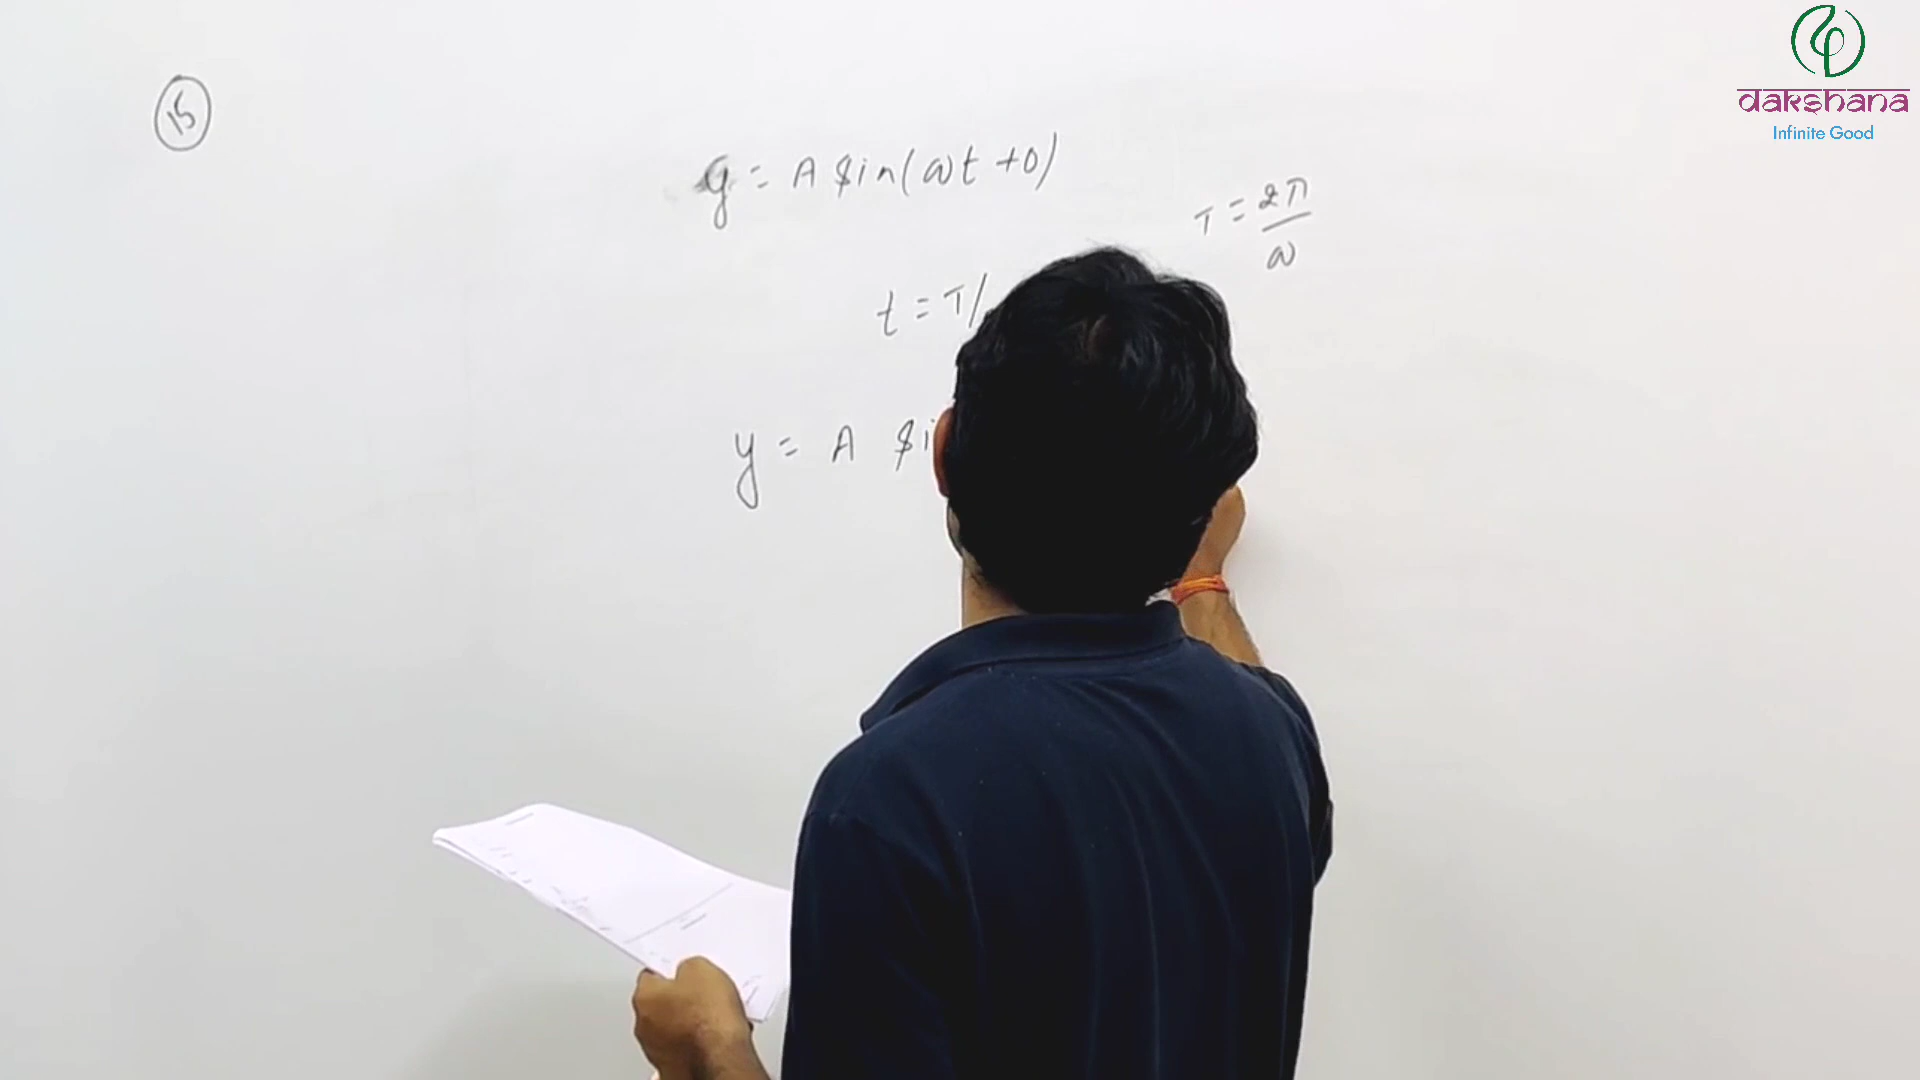 15
y = A sin(ωt + 0)
T = 2π/ω
t = T/
y = A si
dakshana
Infinite Good